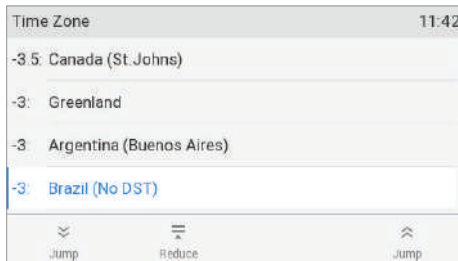 Time Zone 11:42
-3.5: Canada (St.Johns)
-3: Greenland
-3: Argentina (Buenos Aires)
-3: Brazil (No DST)
Jump Reduce Jump